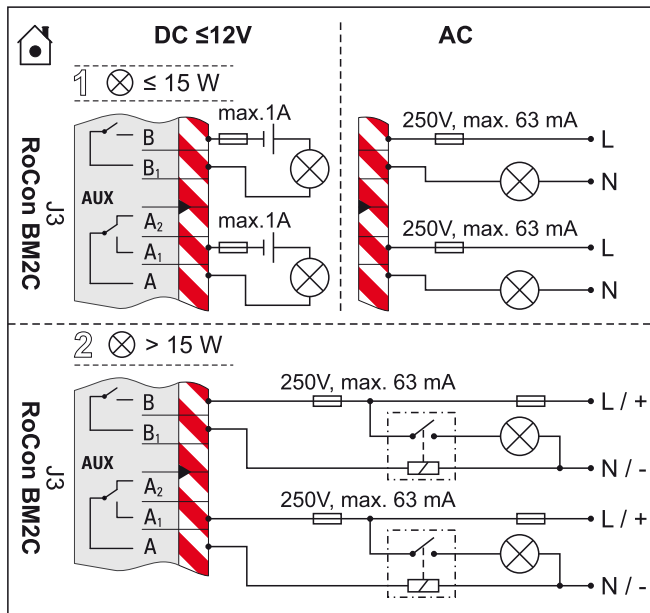 DC ≤12V
AC
1 ⊗ ≤ 15 W
RoCon BM2C
J3
AUX
B
B₁
A₂
A₁
A
max.1A
max.1A
250V, max. 63 mA
L
N
250V, max. 63 mA
L
N
2 ⊗ > 15 W
RoCon BM2C
J3
AUX
B
B₁
A₂
A₁
A
250V, max. 63 mA
L / +
N / -
250V, max. 63 mA
L / +
N / -